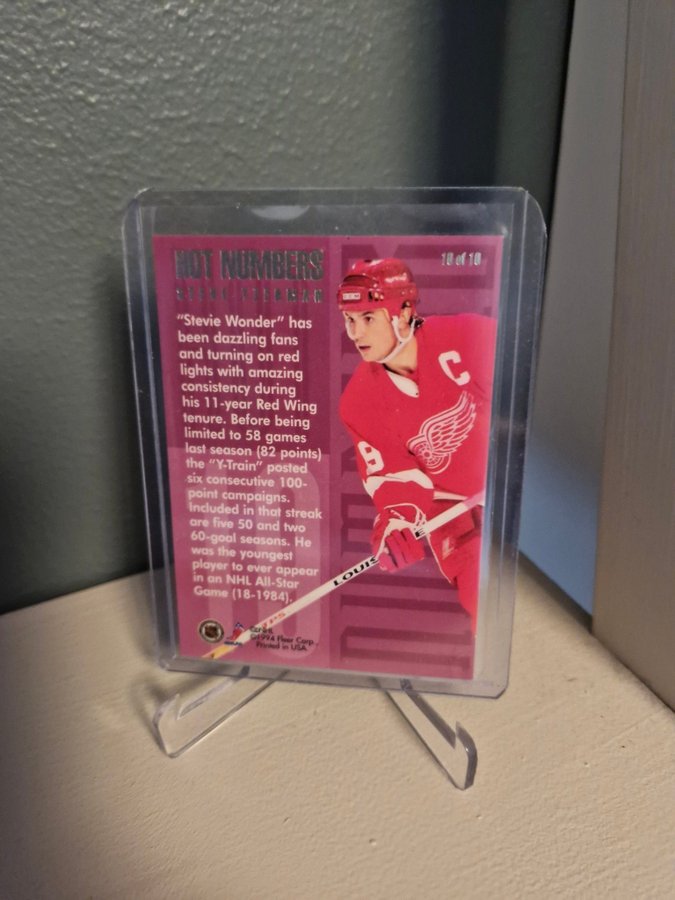 HOT NUMBERS
10 of 10
STEVE YZERMAN
"Stevie Wonder" has
been dazzling fans
and turning on red
lights with amazing
consistency during
his 11-year Red Wing
tenure. Before being
limited to 58 games
last season (82 points)
the "Y-Train" posted
six consecutive 100-
point campaigns.
Included in that streak
are five 50 and two
60-goal seasons. He
was the youngest
player to ever appear
in an NHL All-Star
Game (18-1984).
©1994 Fleer Corp.
Printed in USA
CCM
C
LOUIS